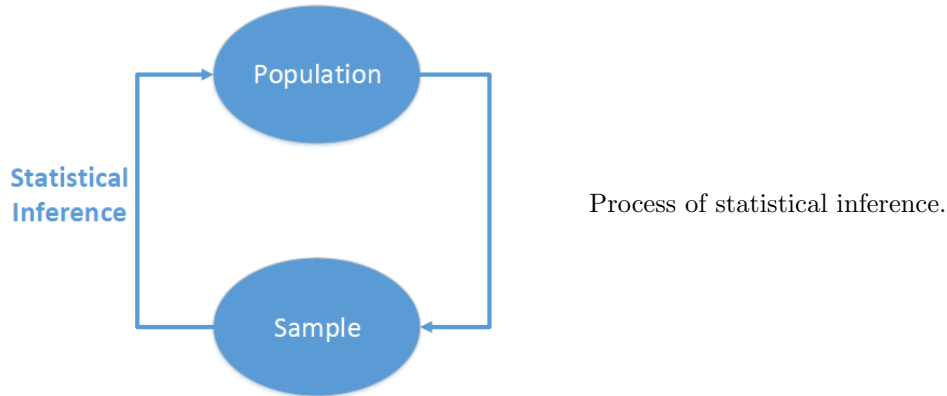 Population
Statistical
Inference
Process of statistical inference.
Sample